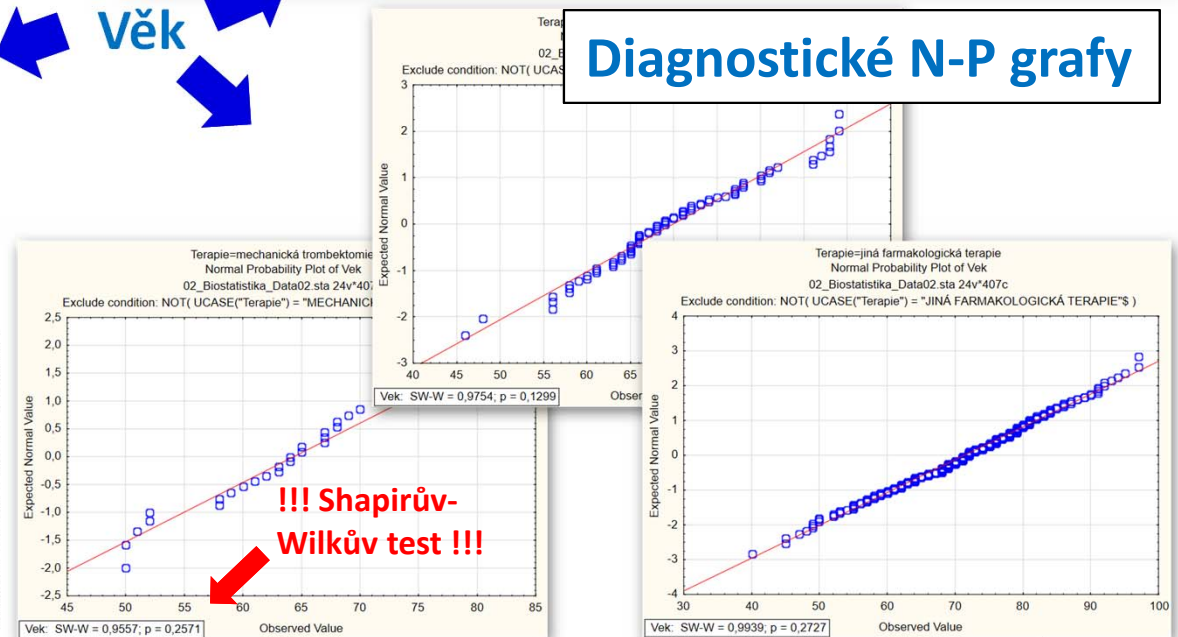 Věk
Diagnostické N-P grafy
02_B
Exclude condition: NOT( UCAS
3
2
1
0
-1
-2
-3
Expected Normal Value
40 45 50 55 60 65
Vek: SW-W = 0,9754; p = 0,1299
Terapie=mechanická trombektomie
Normal Probability Plot of Vek
02_Biostatistika_Data02.sta 24v*407
Exclude condition: NOT( UCASE("Terapie") = "MECHANIC
2,5
2,0
1,5
1,0
0,5
0,0
-0,5
-1,0
-1,5
-2,0
-2,5
Expected Normal Value
45 50 55 60 65 70 75 80 85
Vek: SW-W = 0,9557; p = 0,2571
Observed Value
!!! Shapirův-
Wilkův test !!!
Terapie=jiná farmakologická terapie
Normal Probability Plot of Vek
02_Biostatistika_Data02.sta 24v*407c
Exclude condition: NOT( UCASE("Terapie") = "JINÁ FARMAKOLOGICKÁ TERAPIE"$ )
4
3
2
1
0
-1
-2
-3
-4
Expected Normal Value
30 40 50 60 70 80 90 100
Vek: SW-W = 0,9939; p = 0,2727
Observed Value